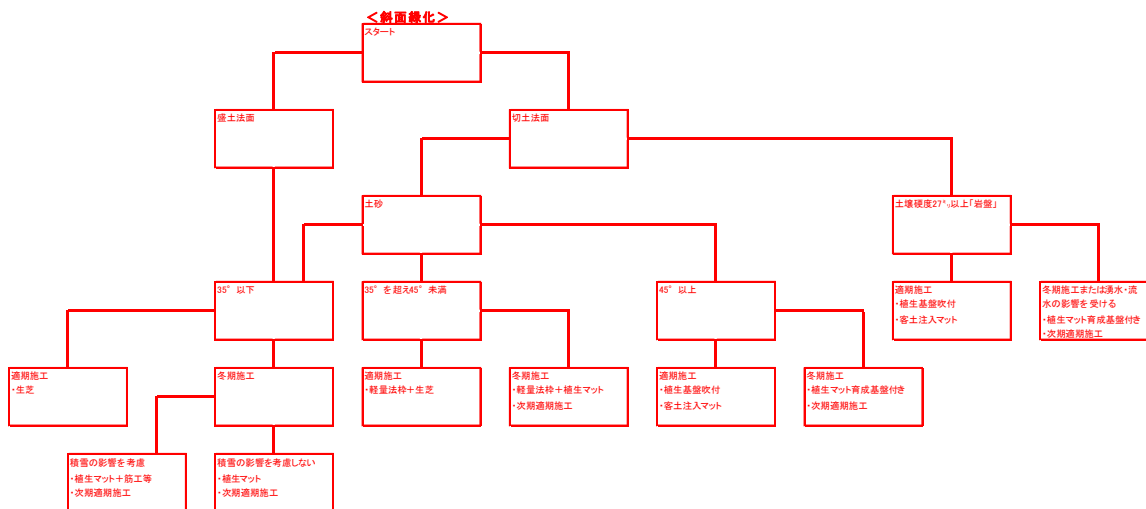 ＜斜面緑化＞
スタート
盛土法面
切土法面
土砂
土壌硬度27㍉以上「岩盤」
35°以下
35°を超え45°未満
45°以上
適期施工
・植生基盤吹付
・客土注入マット
冬期施工または湧水・流
水の影響を受ける
・植生マット育成基盤付き
・次期適期施工
適期施工
・生芝
冬期施工
適期施工
・軽量法枠＋生芝
冬期施工
・軽量法枠＋植生マット
・次期適期施工
適期施工
・植生基盤吹付
・客土注入マット
冬期施工
・植生マット育成基盤付き
・次期適期施工
積雪の影響を考慮
・植生マット＋筋工等
・次期適期施工
積雪の影響を考慮しない
・植生マット
・次期適期施工